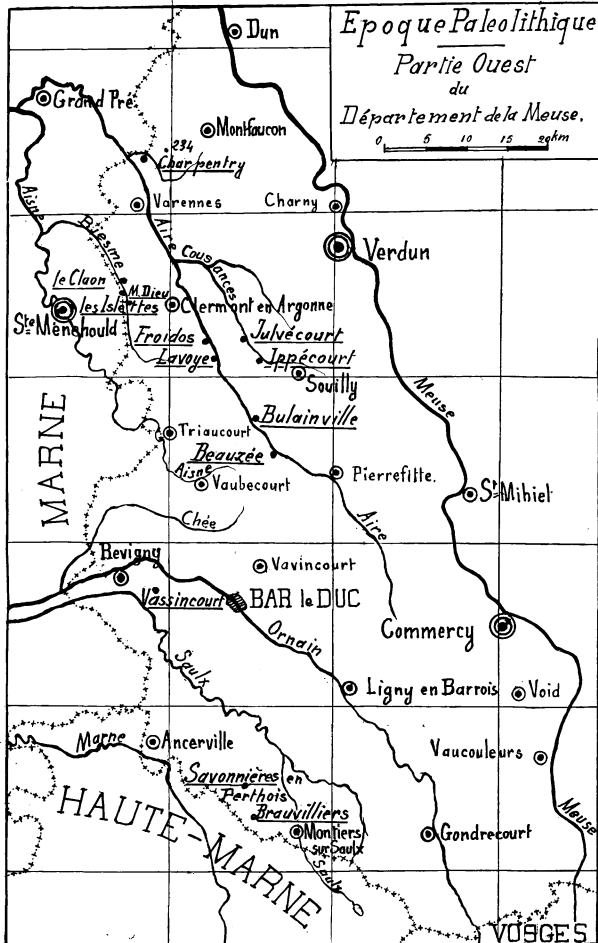 Epoque Paleolithique
Partie Ouest
du
Département de la Meuse.
0 5 10 15 20 km
Dun
Grand Pré
Montfaucon
234
Charpentry
Aisne
Varennes
Charny
Biesme
Aire
Cousances
Verdun
le Claon
M. Dieu
les Islettes
Clermont en Argonne
Ste Menehould
Froidos
Julvécourt
Lavoye
Ippécourt
Souilly
Meuse
MARNE
Bulainville
Triaucourt
Beauzée
Aisne
Vaubecourt
Pierrefitte.
St Mihiel
Chée
Aire
Revigny
Vavincourt
Vassincourt
BAR le DUC
Ornain
Commercy
Saulx
Ligny en Barrois
Void
Marne
Ancerville
Vaucouleurs
Savonnières en
Perthois
HAUTE-MARNE
Brauvilliers
Montiers
sur Saulx
Gondrecourt
Meuse
Saulx
VOSGES